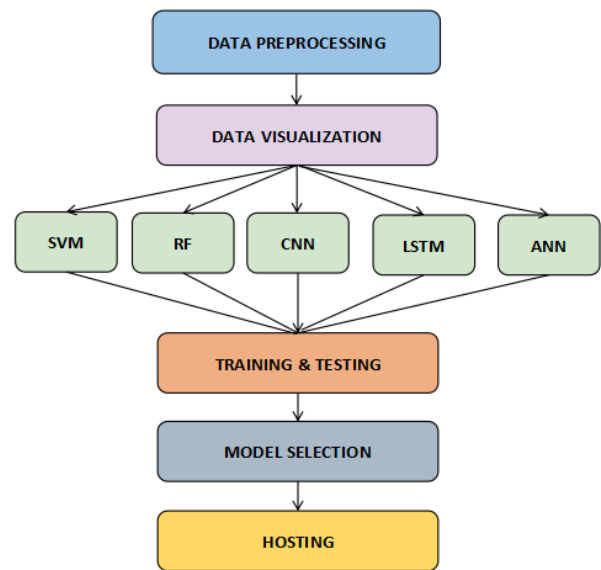 DATA PREPROCESSING
DATA VISUALIZATION
SVM
RF
CNN
LSTM
ANN
TRAINING & TESTING
MODEL SELECTION
HOSTING